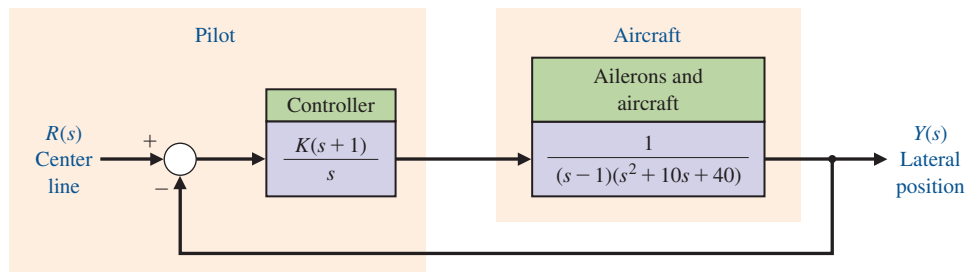 Pilot
Aircraft
R(s)
Center
line
+
−
Controller
K(s + 1)
s
Ailerons and
aircraft
1
(s − 1)(s² + 10s + 40)
Y(s)
Lateral
position